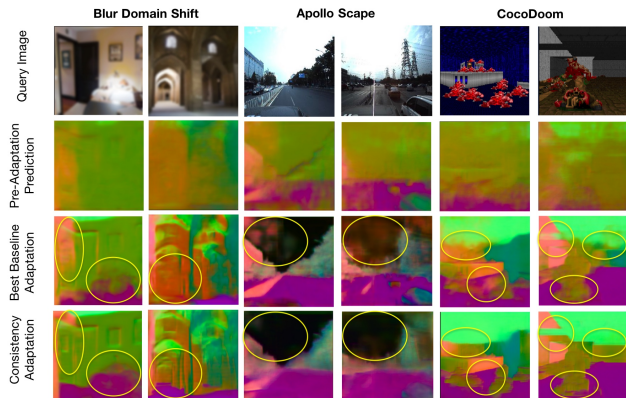 Blur Domain Shift
Apollo Scape
CocoDoom
Query Image
Pre-Adaptation
Prediction
Best Baseline
Adaptation
Consistency
Adaptation